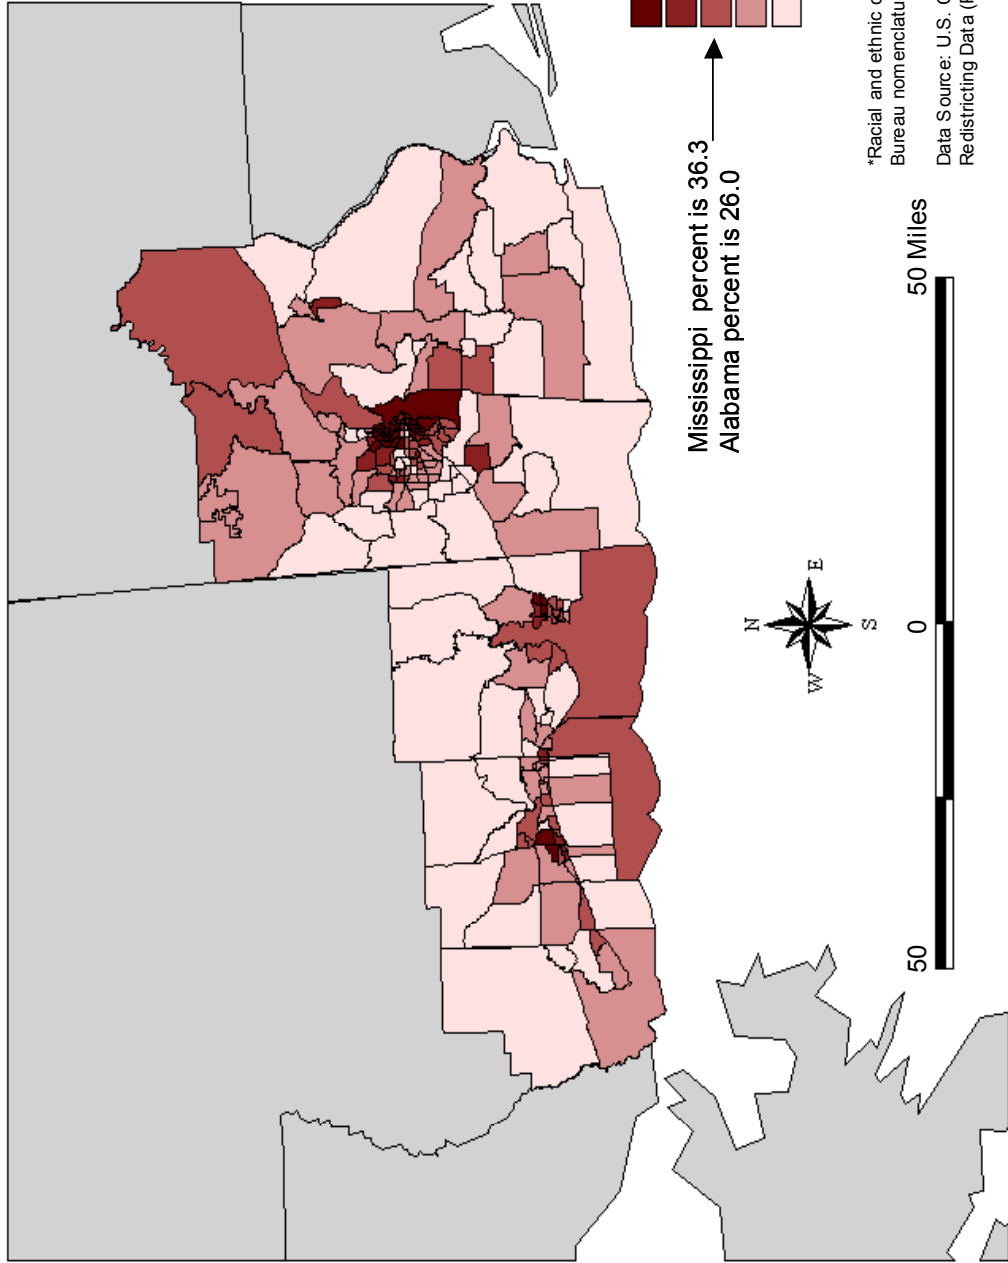 Mississippi percent is 36.3
Alabama percent is 26.0
*Racial and ethnic
Bureau
Data Source: U.S.
Redistricting Data
N
W
E
S
50
0
50 Miles